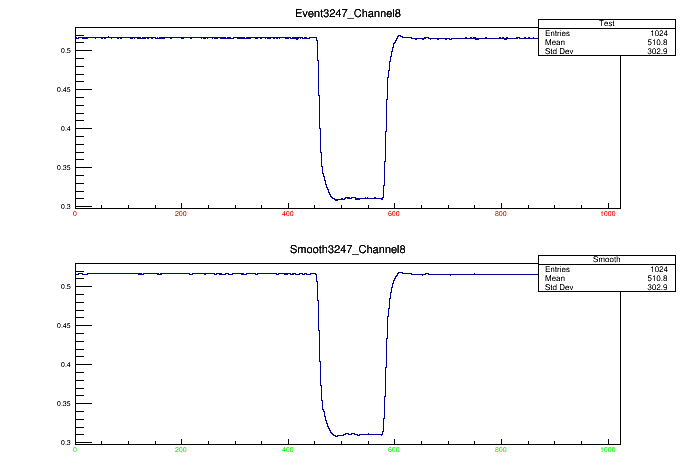 Event3247_Channel8
Test
Entries 1024
Mean 510.8
Std Dev 302.9
0.5
0.45
0.4
0.35
0.3
0 200 400 600 800 1000
Smooth3247_Channel8
Smooth
Entries 1024
Mean 510.8
Std Dev 302.9
0.5
0.45
0.4
0.35
0.3
0 200 400 600 800 1000